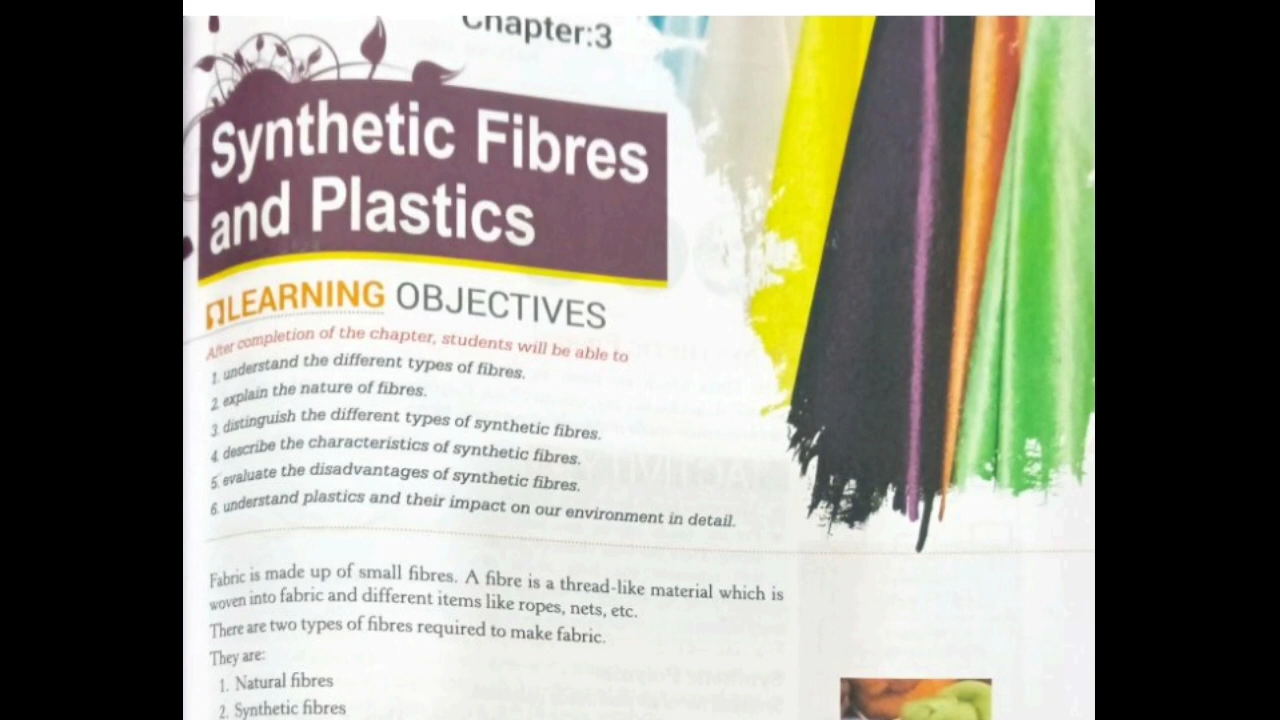 Chapter:3
Synthetic Fibres
and Plastics
LEARNING OBJECTIVES
After completion of the chapter, students will be able to
1. understand the different types of fibres.
2. explain the nature of fibres.
3. distinguish the different types of synthetic fibres.
4. describe the characteristics of synthetic fibres.
5. evaluate the disadvantages of synthetic fibres.
6. understand plastics and their impact on our environment in detail.
Fabric is made up of small fibres. A fibre is a thread-like material which is
woven into fabric and different items like ropes, nets, etc.
There are two types of fibres required to make fabric.
They are:
1. Natural fibres
2. Synthetic fibres